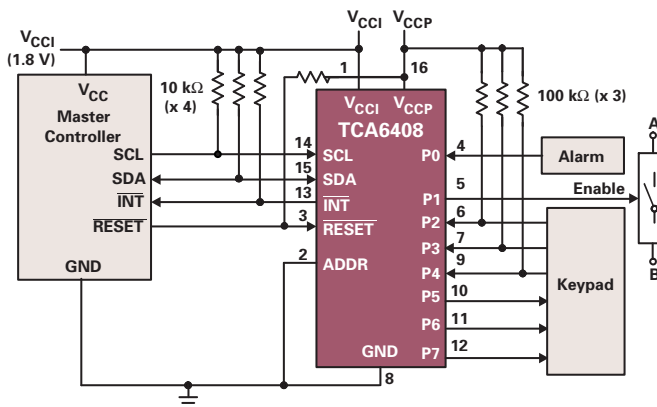 VCCI
(1.8 V)
VCCI
VCCP
1
16
VCC
Master
Controller
10 kΩ
(x 4)
100 kΩ (x 3)
VCCI
VCCP
TCA6408
SCL
14
SCL
P0
4
Alarm
SDA
15
SDA
INT
13
INT
P1
5
Enable
A
RESET
3
RESET
P2
6
P3
7
GND
2
ADDR
P4
9
B
Keypad
P5
10
P6
11
P7
12
GND
8